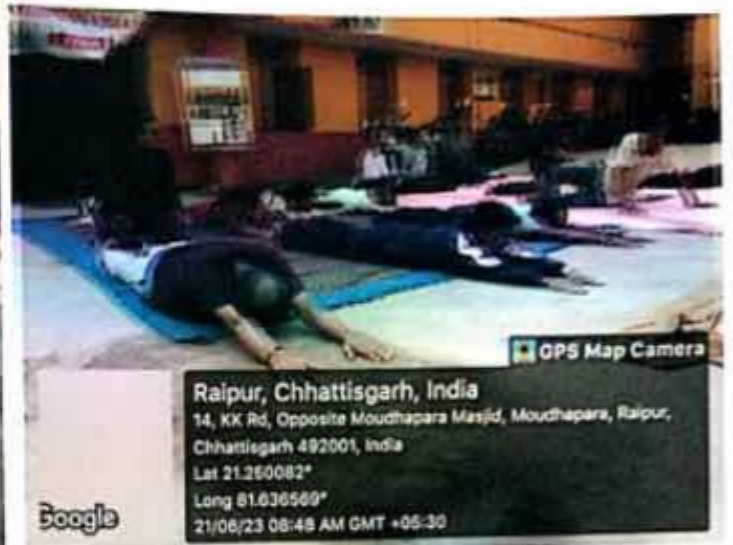 GPS Map Camera
Raipur, Chhattisgarh, India
14, KK Rd, Opposite Moudhapara Masjid, Moudhapara, Raipur,
Chhattisgarh 492001, India
Lat 21.260082°
Long 81.636569°
21/06/23 08:48 AM GMT +05:30
Google